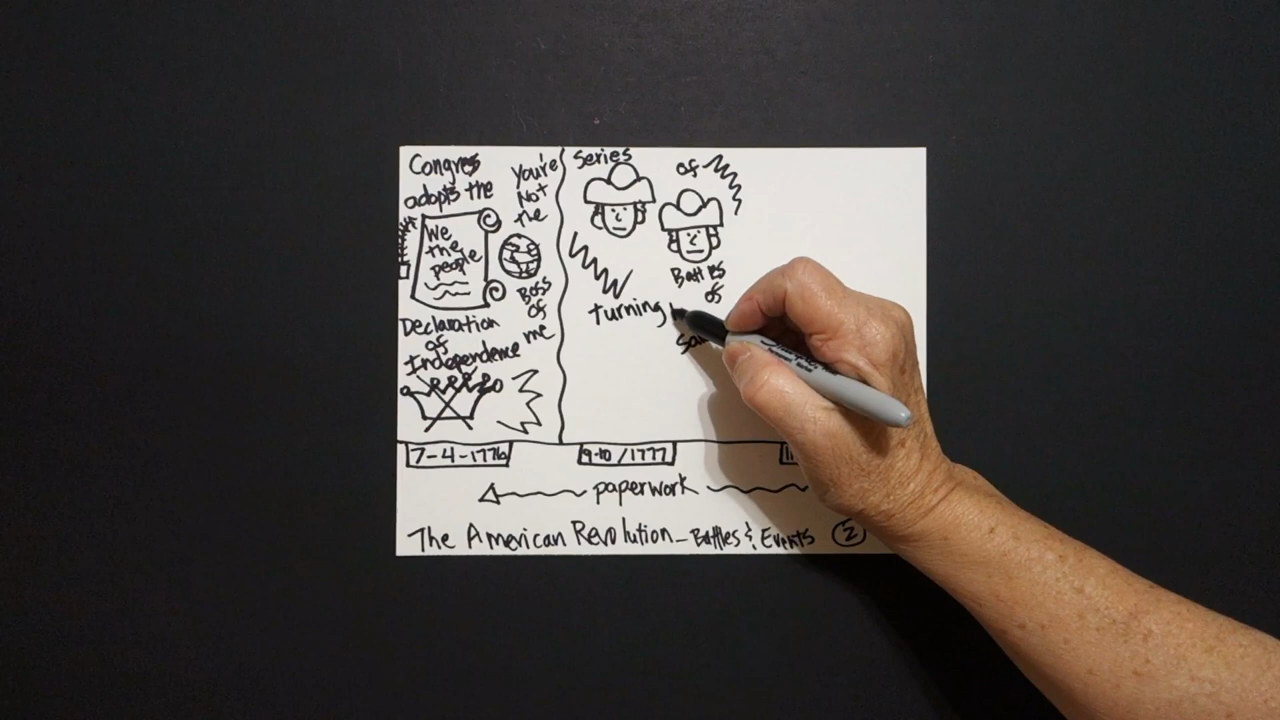 Congres
adopts the
We
the
people
Declaration
of
Independence
You're
Not
the
Boss
of
me
Series
of
Battles
of
turning
7-4-1776
9-10/1777
paperwork
The American Revolution - Battles & Events 2